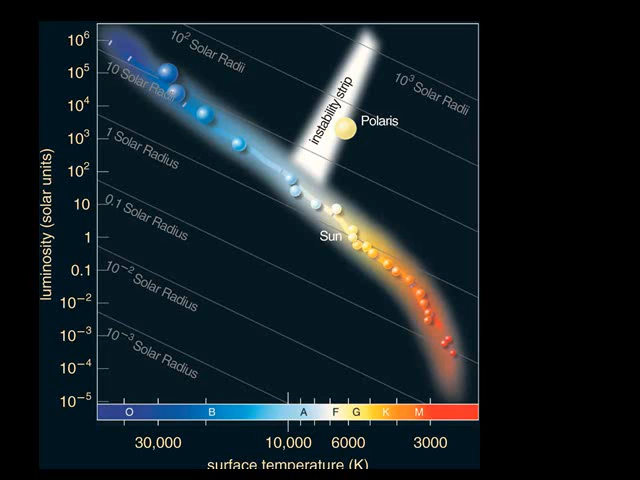 10⁶
10⁵
10⁴
10³
10²
10
1
0.1
10⁻²
10⁻³
10⁻⁴
10⁻⁵
luminosity (solar units)
10² Solar Radii
10³ Solar Radii
10 Solar Radii
1 Solar Radius
0.1 Solar Radius
10⁻² Solar Radius
10⁻³ Solar Radius
instability strip
Polaris
Sun
O B A F G K M
30,000 10,000 6000 3000
surface temperature (K)